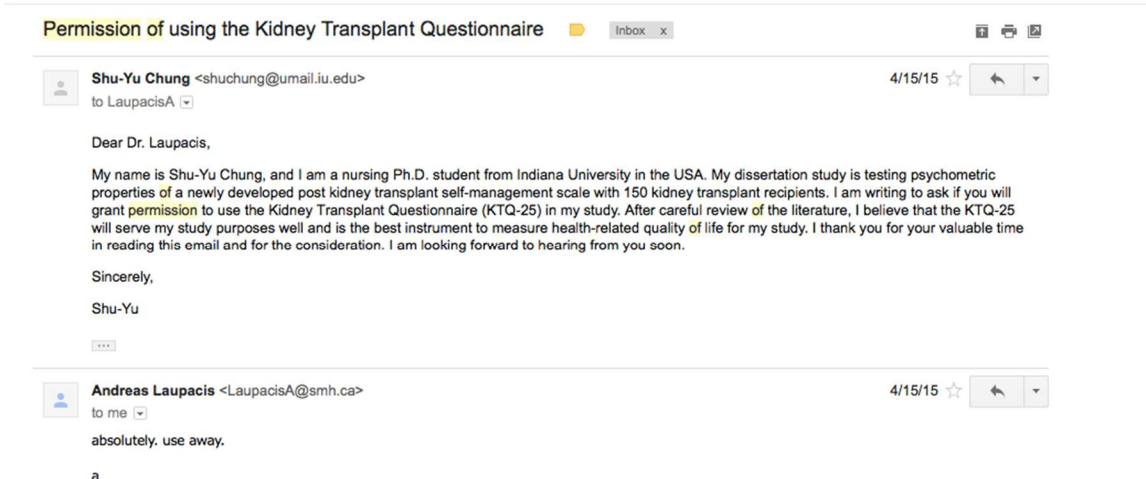 Permission of using the Kidney Transplant Questionnaire Inbox x
Shu-Yu Chung <shuchung@umail.iu.edu> 4/15/15
to LaupacisA
Dear Dr. Laupacis,
My name is Shu-Yu Chung, and I am a nursing Ph.D. student from Indiana University in the USA. My dissertation study is testing psychometric
properties of a newly developed post kidney transplant self-management scale with 150 kidney transplant recipients. I am writing to ask if you will
grant permission to use the Kidney Transplant Questionnaire (KTQ-25) in my study. After careful review of the literature, I believe that the KTQ-25
will serve my study purposes well and is the best instrument to measure health-related quality of life for my study. I thank you for your valuable time
in reading this email and for the consideration. I am looking forward to hearing from you soon.
Sincerely,
Shu-Yu
...
Andreas Laupacis <LaupacisA@smh.ca> 4/15/15
to me
absolutely. use away.
a